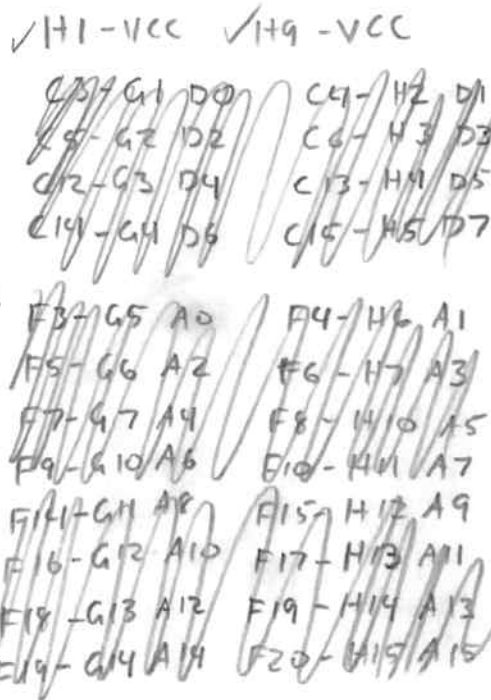 ✓H1-VCC ✓H9-VCC
C3-G1 D0 C4-H2 D1
C5-G2 D2 C6-H3 D3
C12-G3 D4 C13-H4 D5
C14-G4 D6 C15-H5 D7
F3-G5 A0 F4-H6 A1
F5-G6 A2 F6-H7 A3
F7-G7 A4 F8-H10 A5
F9-G10 A6 F10-H11 A7
F14-G11 A8 F15-H12 A9
F16-G12 A10 F17-H13 A11
F18-G13 A12 F19-H14 A13
F19-G14 A14 F20-H15 A15